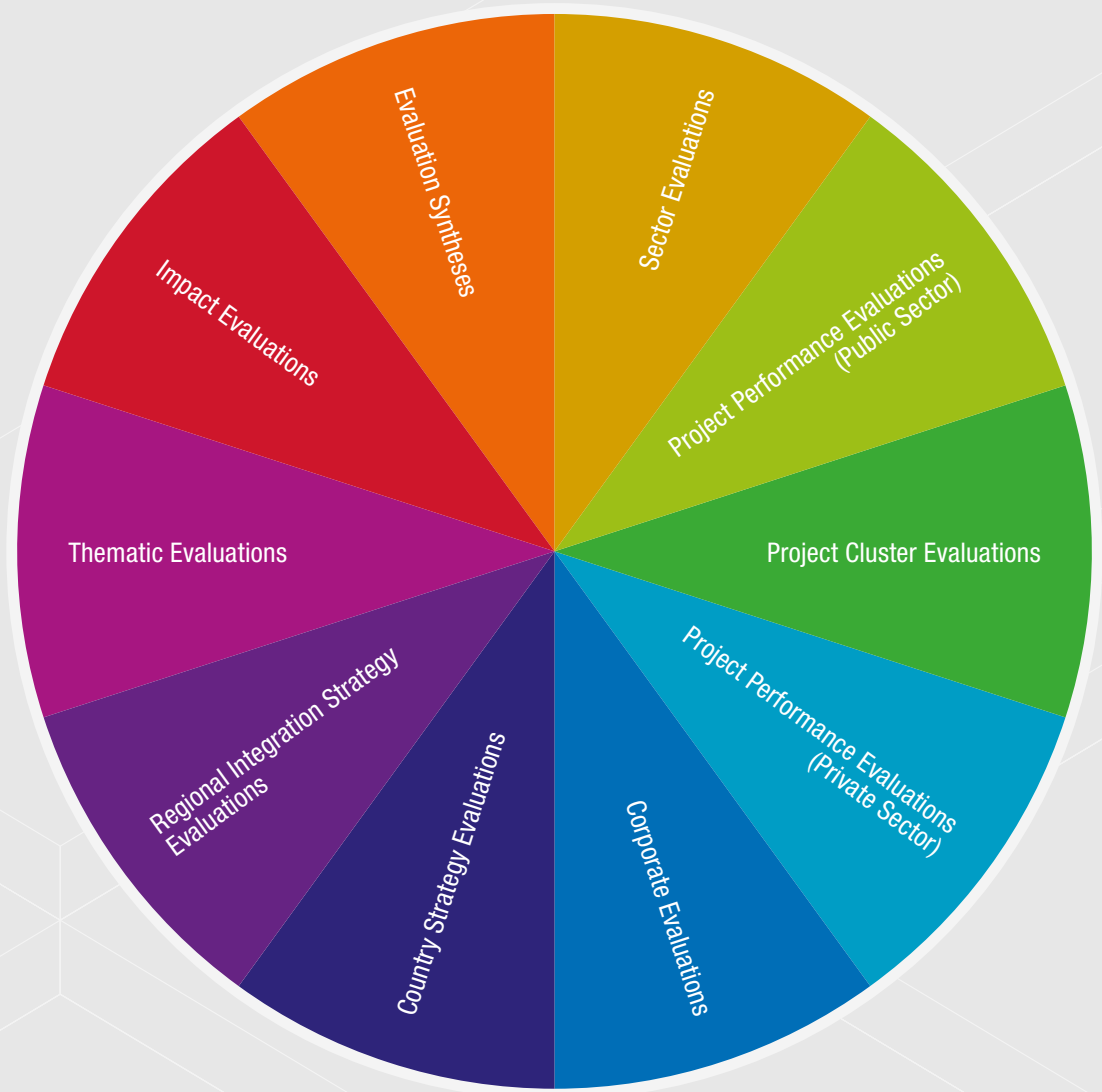 Sector Evaluations
Project Performance Evaluations
(Public Sector)
Project Cluster Evaluations
Project Performance Evaluations
(Private Sector)
Corporate Evaluations
Country Strategy Evaluations
Regional Integration Strategy
Evaluations
Thematic Evaluations
Impact Evaluations
Evaluation Syntheses